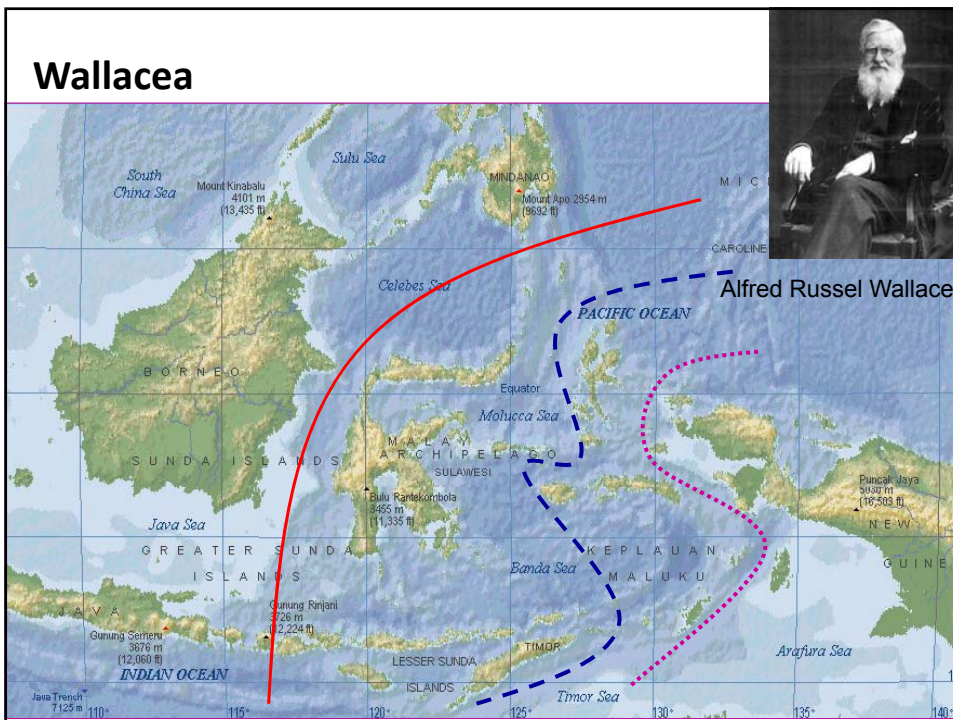 Wallacea
Alfred Russel Wallace
South
China Sea
Sulu Sea
Mount Kinabalu
4101 m
(13,435 ft)
MINDANAO
Mount Apo 2954 m
(9692 ft)
MIC
CAROLINE
Celebes Sea
PACIFIC OCEAN
BORNEO
Equator
Molucca Sea
MALAY
ARCHIPELAGO
SUNDA ISLANDS
SULAWESI
Bulu Rantekombola
3455 m
(11,335 ft)
Puncak Jaya
5030 m
(16,503 ft)
NEW
GUINE
Java Sea
GREATER SUNDA
ISLANDS
KEPLAUAN
MALUKU
Banda Sea
JAVA
Gunung Rinjani
3726 m
(12,224 ft)
Gunung Semeru
3676 m
(12,060 ft)
INDIAN OCEAN
TIMOR
LESSER SUNDA
ISLANDS
Arafura Sea
Timor Sea
Java Trench
7125 m
1
110° 115° 120° 125° 130° 135° 140°